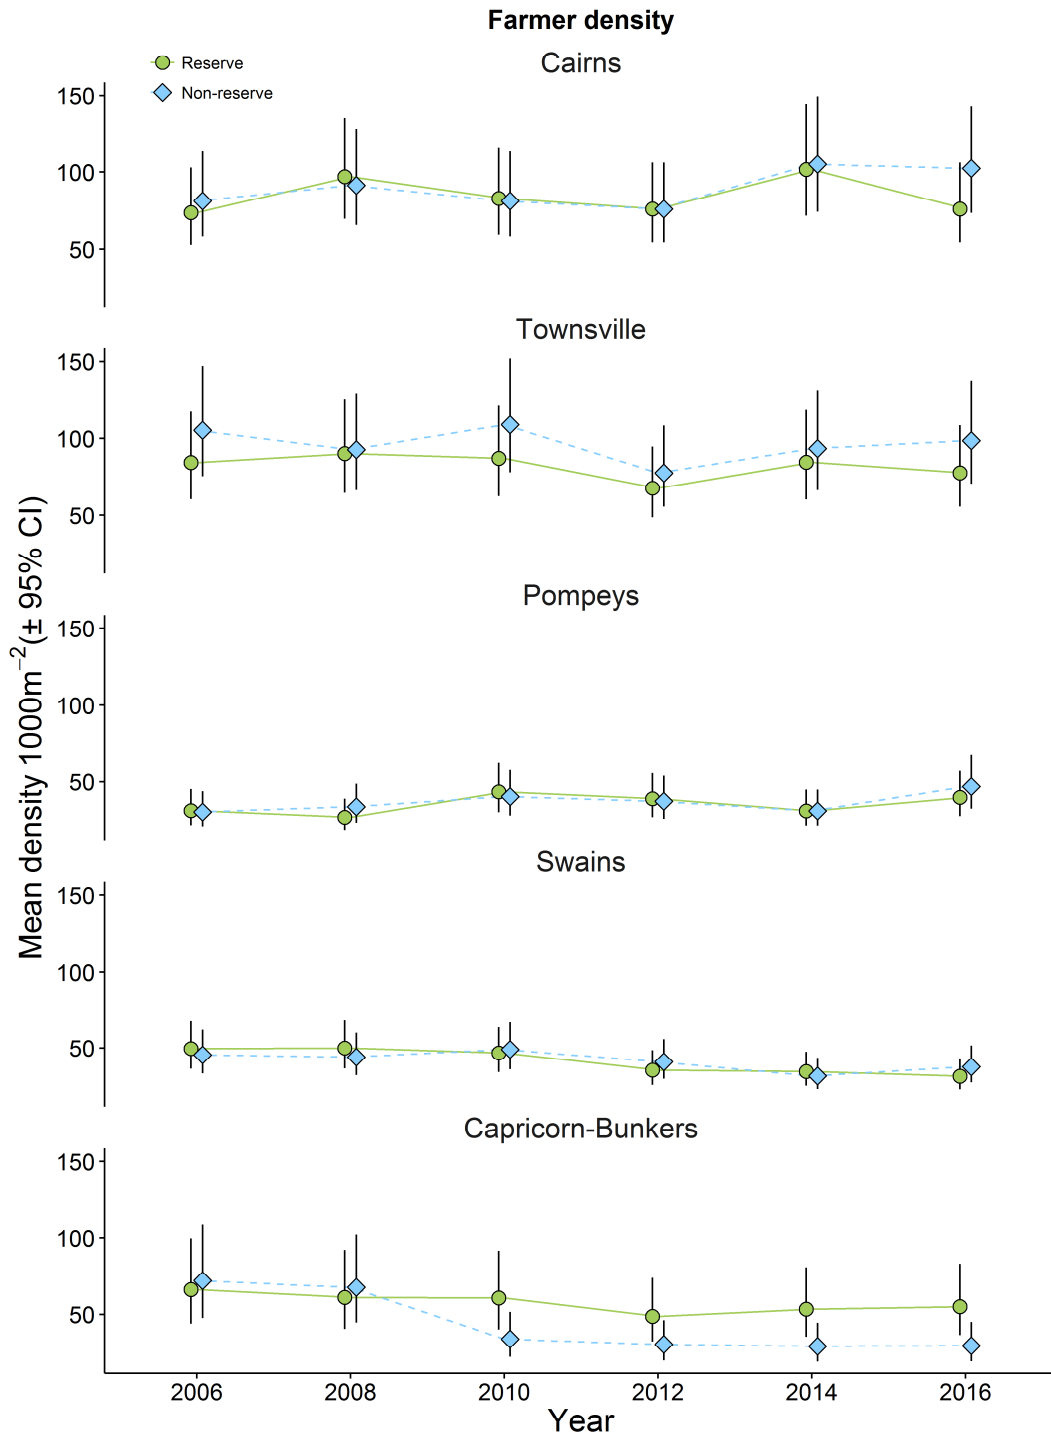 Farmer density
Reserve
Non-reserve
Cairns
150
100
50
Townsville
150
100
50
Pompeys
150
100
50
Swains
150
100
50
Capricorn-Bunkers
150
100
50
2006 2008 2010 2012 2014 2016
Year
Mean density 1000m⁻²(± 95% CI)